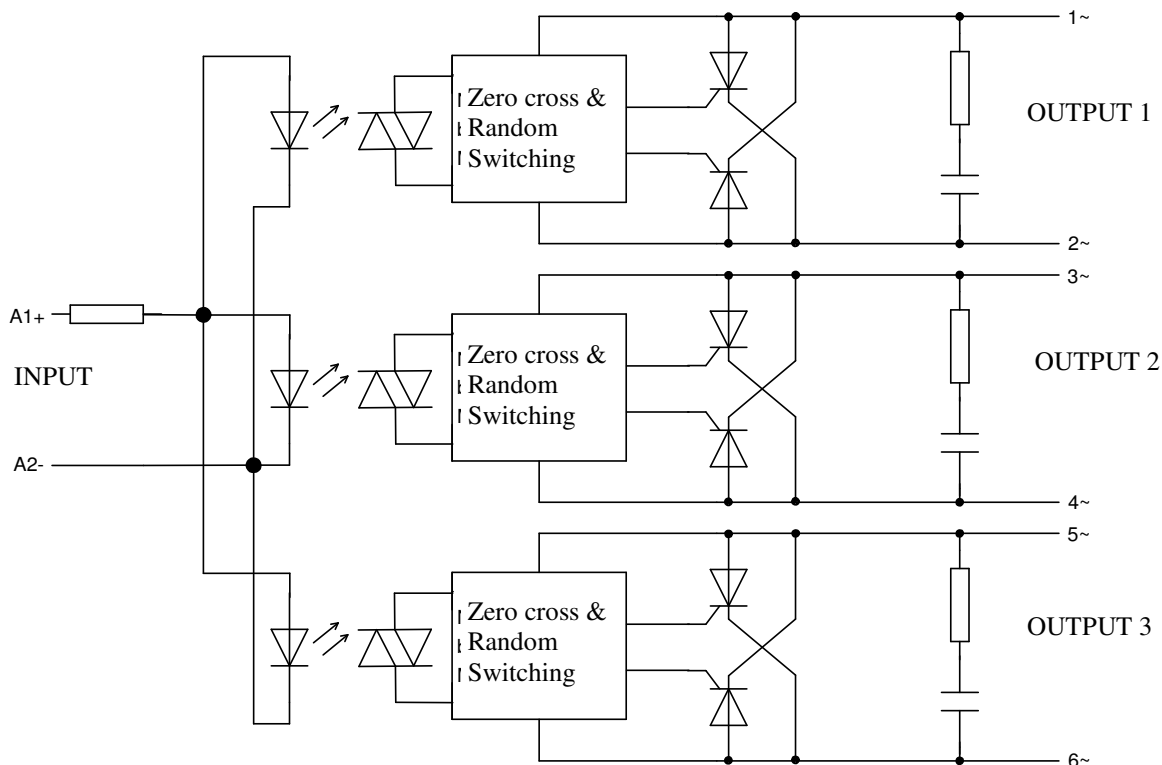 1~
Zero cross &
Random
Switching
OUTPUT 1
2~
3~
A1+
Zero cross &
Random
Switching
OUTPUT 2
INPUT
A2-
4~
5~
Zero cross &
Random
Switching
OUTPUT 3
6~